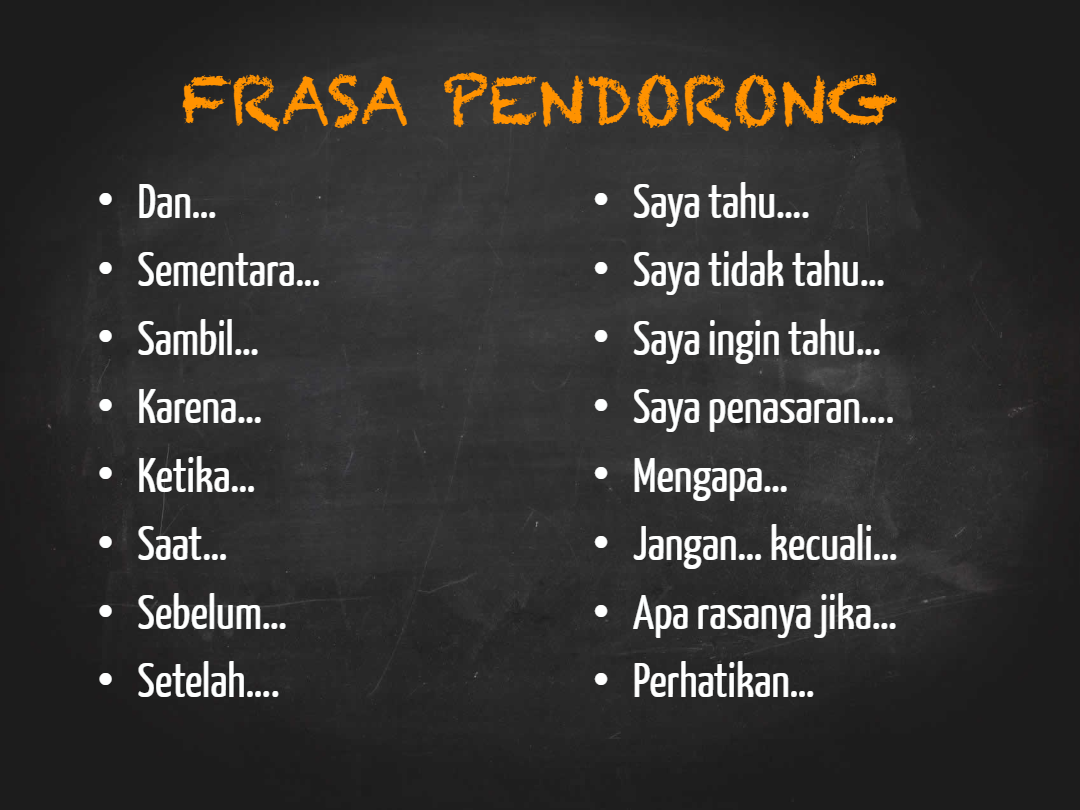 FRASA PENDORONG
• Dan...
• Sementara...
• Sambil...
• Karena...
• Ketika...
• Saat...
• Sebelum...
• Setelah....
• Saya tahu....
• Saya tidak tahu...
• Saya ingin tahu...
• Saya penasaran....
• Mengapa...
• Jangan... kecuali...
• Apa rasanya jika...
• Perhatikan...